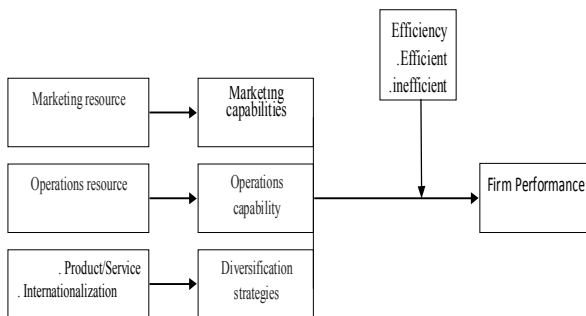 Efficiency
.Efficient
.inefficient
Marketing resource
Marketing
capabilities
Operations resource
Operations
capability
Firm Performance
. Product/Service
. Internationalization
Diversification
strategies